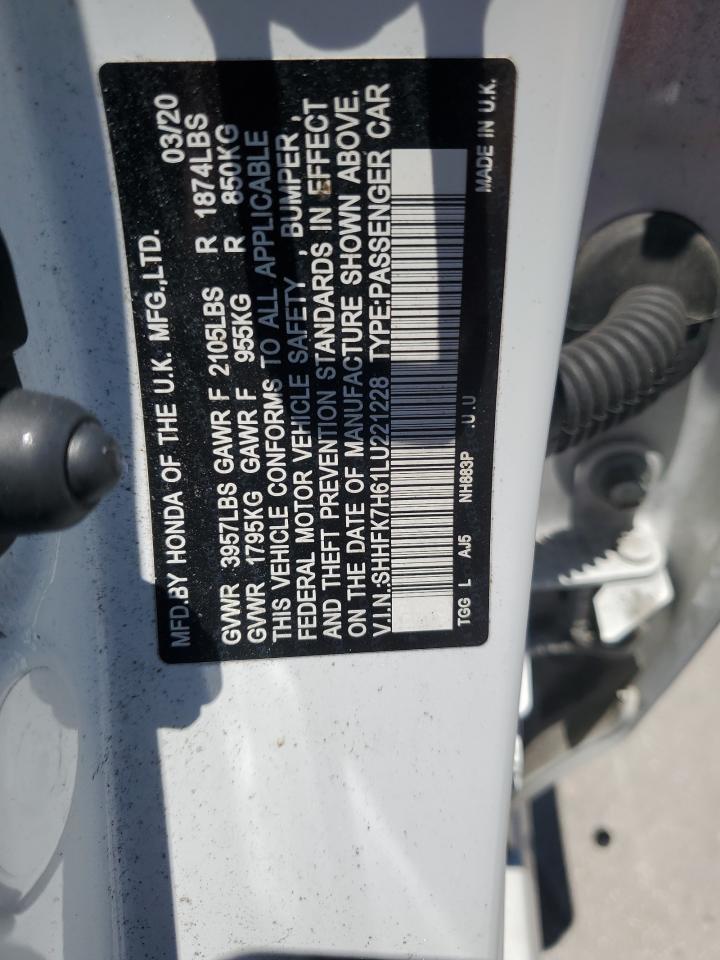 MFD.BY HONDA OF THE U.K. MFG.,LTD. 03/20
GVWR 3957LBS GAWR F 2105LBS R 1874LBS
GVWR 1795KG GAWR F 955KG R 850KG
THIS VEHICLE CONFORMS TO ALL APPLICABLE
FEDERAL MOTOR VEHICLE SAFETY , BUMPER ,
AND THEFT PREVENTION STANDARDS IN EFFECT
ON THE DATE OF MANUFACTURE SHOWN ABOVE.
V.I.N.:SHHFK7H61LU221228 TYPE:PASSENGER CAR
TGG L AJ5 NH883P .U.U MADE IN U.K.